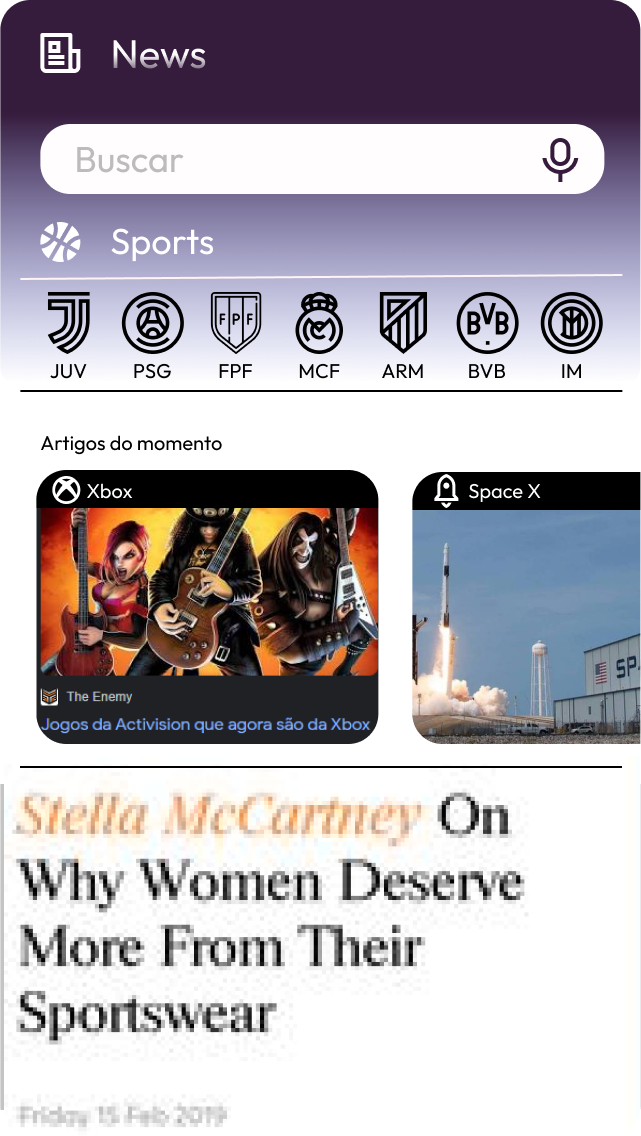 News
Buscar
Sports
FPF
BVB
JUV PSG FPF MCF ARM BVB IM
Artigos do momento
Xbox
Space X
SP
The Enemy
Jogos da Activision que agora são da Xbox
Stella McCartney On
Why Women Deserve
More From Their
Sportswear
Friday 15 Feb 2019